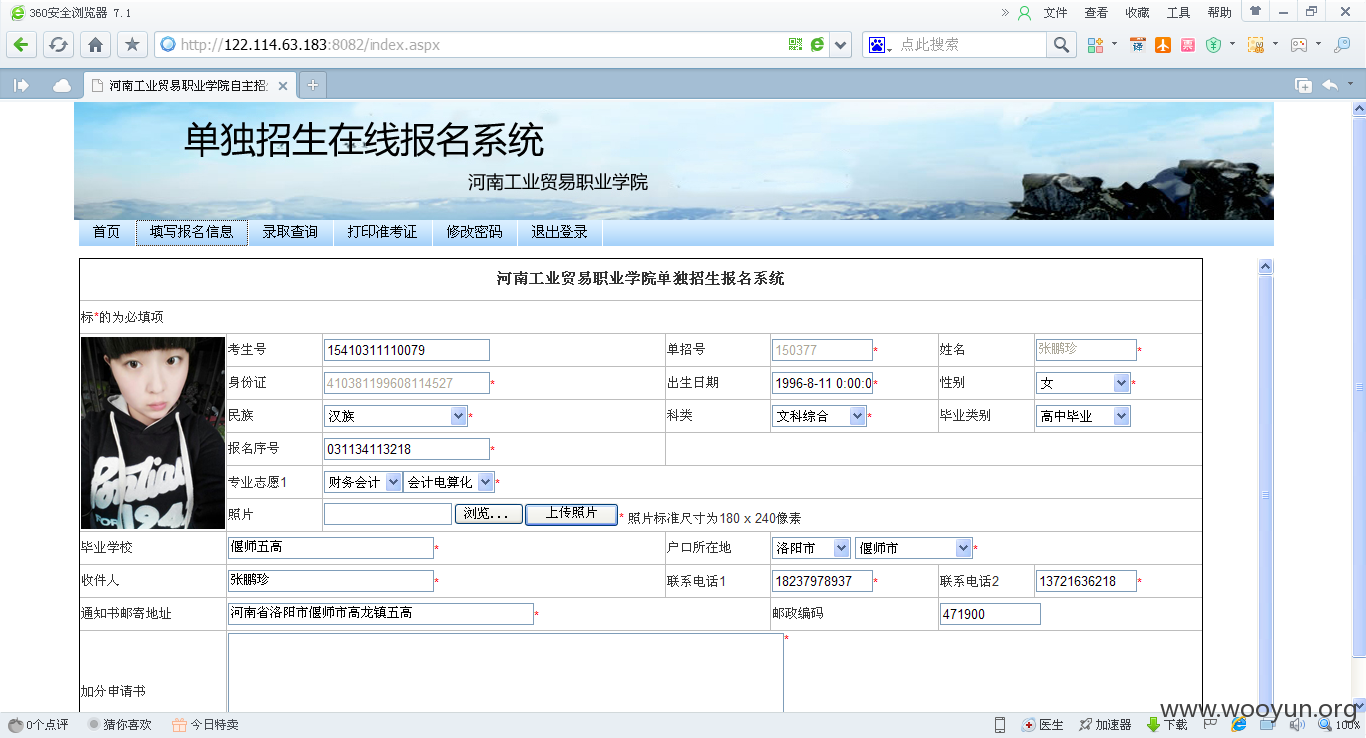 360安全浏览器 7.1
文件 查看 收藏 工具 帮助
http://122.114.63.183:8082/index.aspx
点此搜索
河南工业贸易职业学院自主招
单独招生在线报名系统
河南工业贸易职业学院
首页 填写报名信息 录取查询 打印准考证 修改密码 退出登录
河南工业贸易职业学院单独招生报名系统
标*的为必填项
考生号 15410311110079 单招号 150377* 姓名 张鹏珍*
身份证 410381199608114527* 出生日期 1996-8-11 0:00:0* 性别 女*
民族 汉族* 科类 文科综合* 毕业类别 高中毕业
报名序号 031134113218*
专业志愿1 财务会计 会计电算化*
照片 浏览... 上传照片* 照片标准尺寸为180 x 240像素
毕业学校 偃师五高* 户口所在地 洛阳市 偃师市*
收件人 张鹏珍* 联系电话1 18237978937* 联系电话2 13721636218*
通知书邮寄地址 河南省洛阳市偃师市高龙镇五高* 邮政编码 471900
加分申请书 *
www.wooyun.org
0个点评 猜你喜欢 今日特卖 医生 加速器 下载 100%